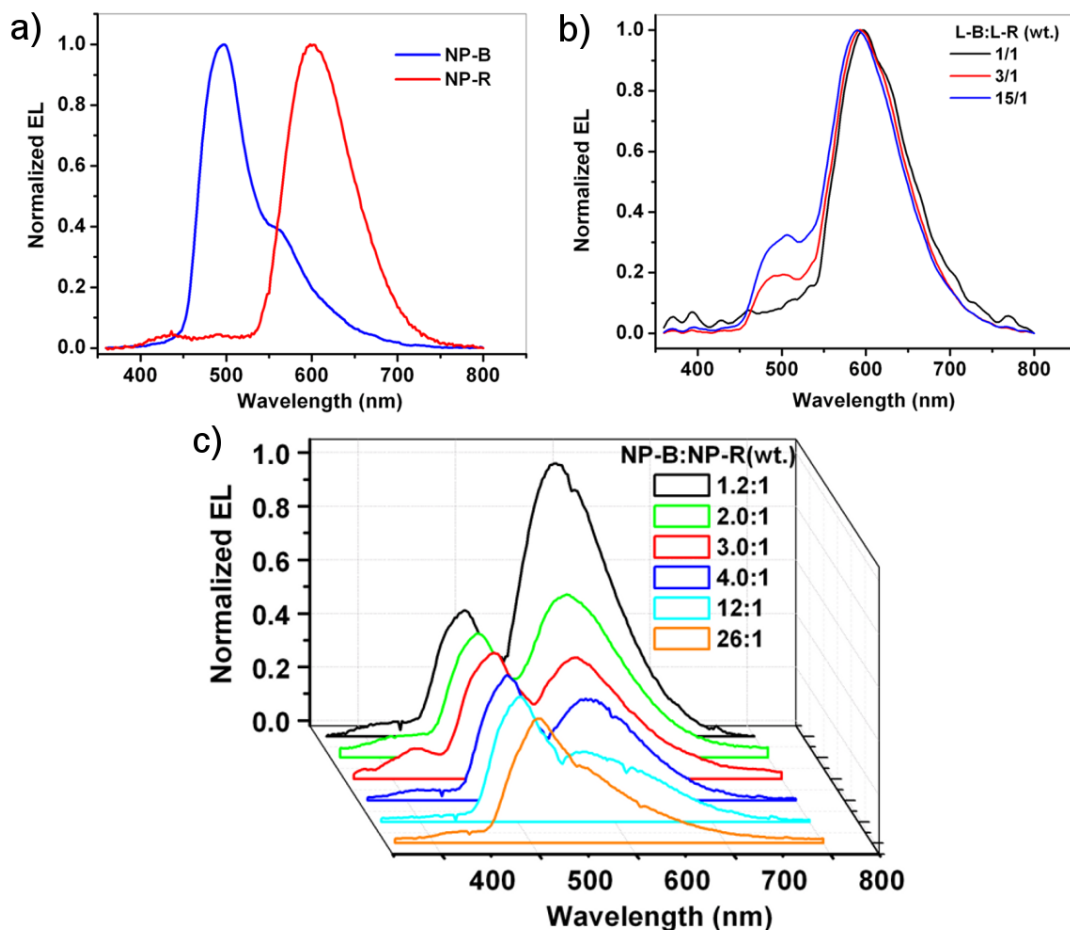 a)
NP-B
NP-R
Normalized EL
1.0
0.8
0.6
0.4
0.2
0.0
400 500 600 700 800
Wavelength (nm)
b)
L-B:L-R (wt.)
1/1
3/1
15/1
Normalized EL
1.0
0.8
0.6
0.4
0.2
0.0
400 500 600 700 800
Wavelength (nm)
c)
NP-B:NP-R(wt.)
1.2:1
2.0:1
3.0:1
4.0:1
12:1
26:1
Normalized EL
1.0
0.8
0.6
0.4
0.2
0.0
400 500 600 700 800
Wavelength (nm)